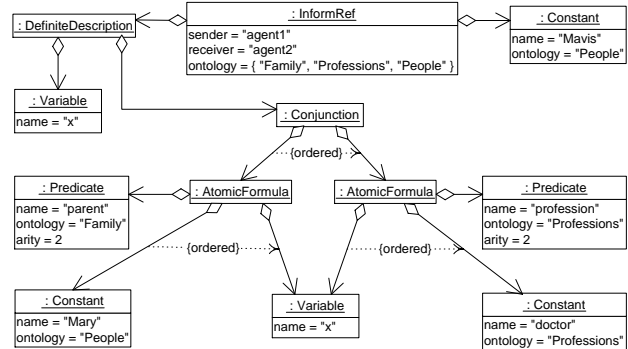 : DefiniteDescription
: InformRef
sender = "agent1"
receiver = "agent2"
ontology = { "Family", "Professions", "People" }
: Constant
name = "Mavis"
ontology = "People"
: Variable
name = "x"
: Conjunction
{ordered}
: Predicate
name = "parent"
ontology = "Family"
arity = 2
: AtomicFormula
: AtomicFormula
: Predicate
name = "profession"
ontology = "Professions"
arity = 2
{ordered}
{ordered}
: Constant
name = "Mary"
ontology = "People"
: Variable
name = "x"
: Constant
name = "doctor"
ontology = "Professions"